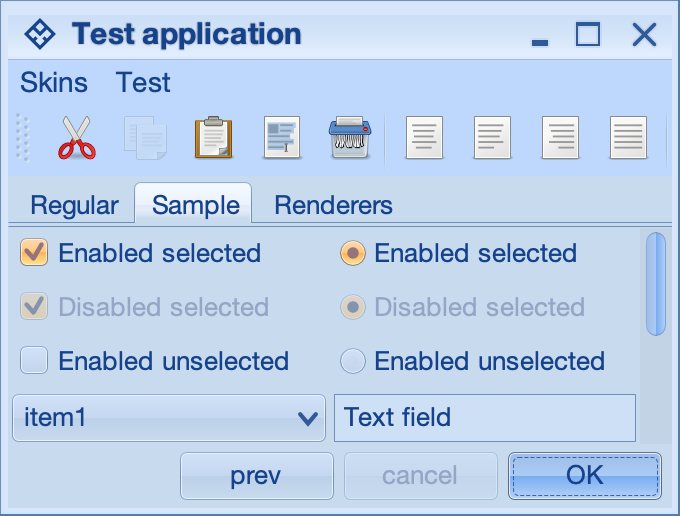 Test application
Skins Test
Regular Sample Renderers
Enabled selected Enabled selected
Disabled selected Disabled selected
Enabled unselected Enabled unselected
item1 Text field
prev cancel OK